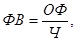 ФВ = ОФ / Ч ,